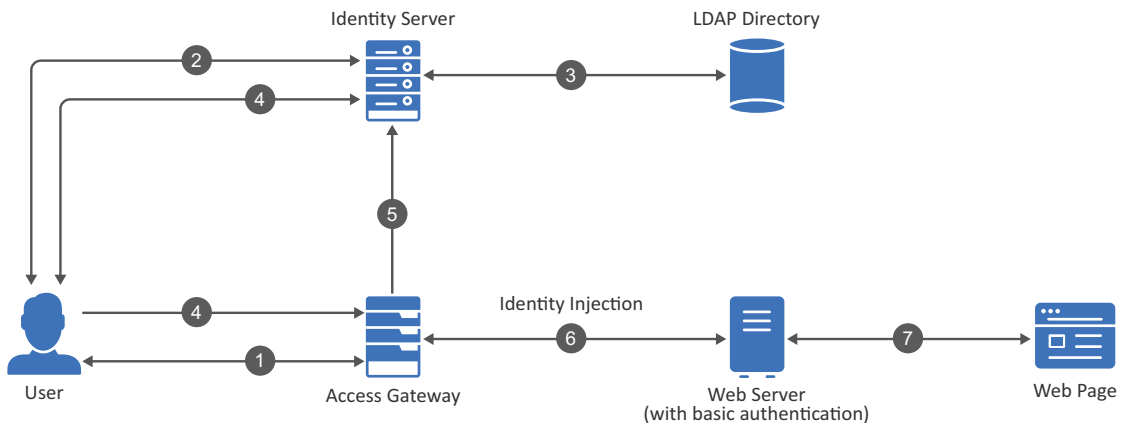 Identity Server
LDAP Directory
2
3
4
5
4
Identity Injection
1
6
7
User
Access Gateway
Web Server
(with basic authentication)
Web Page